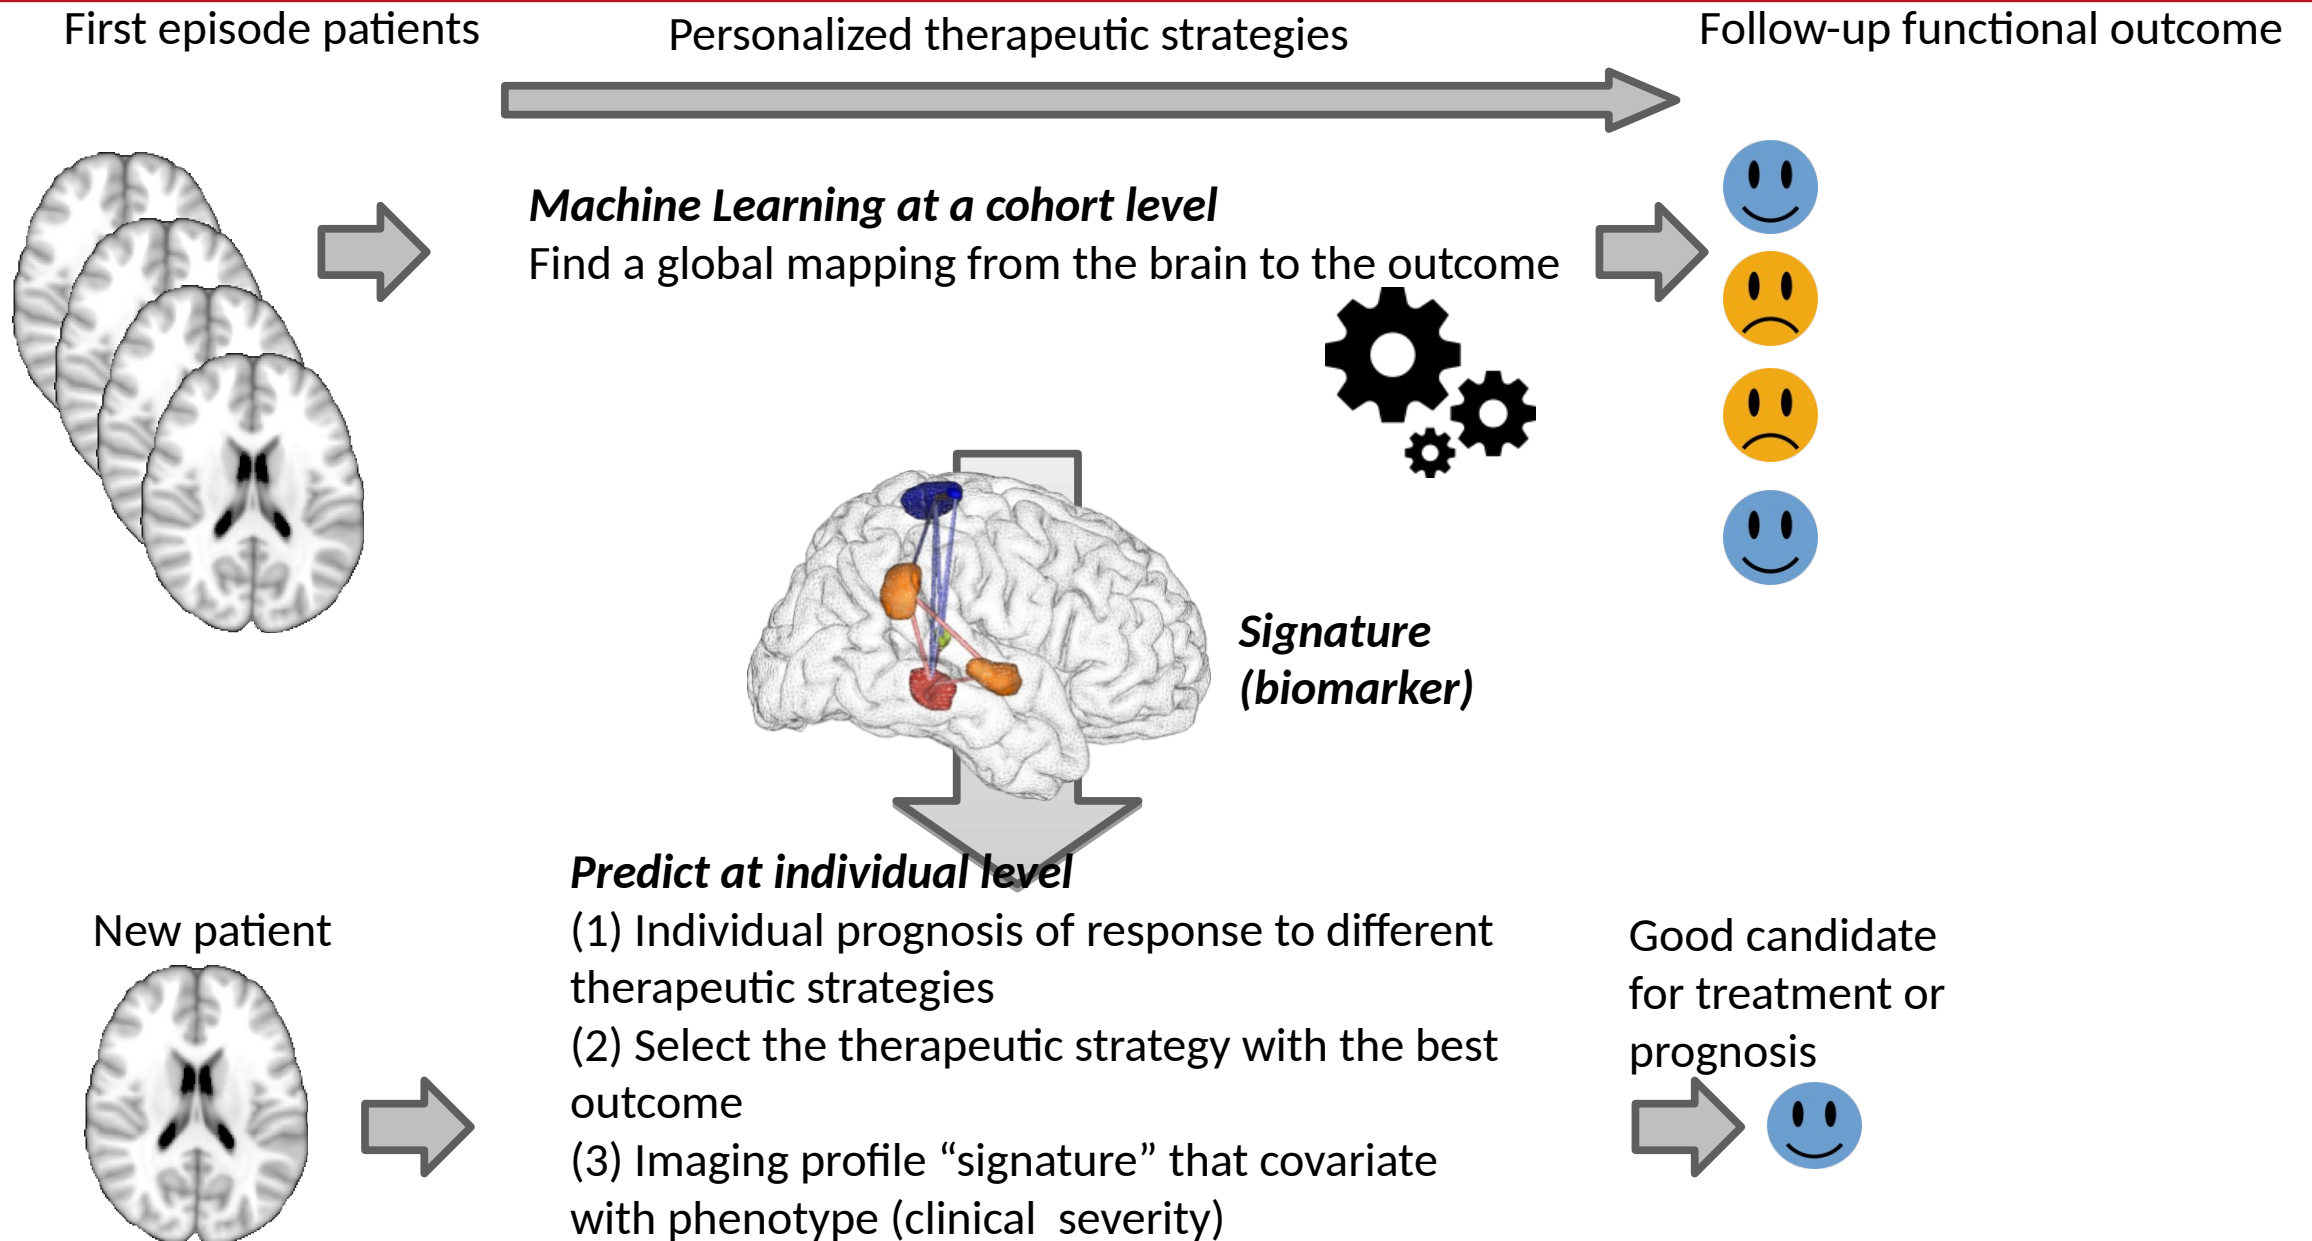 First episode patients
Personalized therapeutic strategies
Follow-up functional outcome
Machine Learning at a cohort level
Find a global mapping from the brain to the outcome
Signature
(biomarker)
Predict at individual level
(1) Individual prognosis of response to different
therapeutic strategies
(2) Select the therapeutic strategy with the best
outcome
(3) Imaging profile “signature” that covariate
with phenotype (clinical  severity)
New patient
Good candidate
for treatment or
prognosis